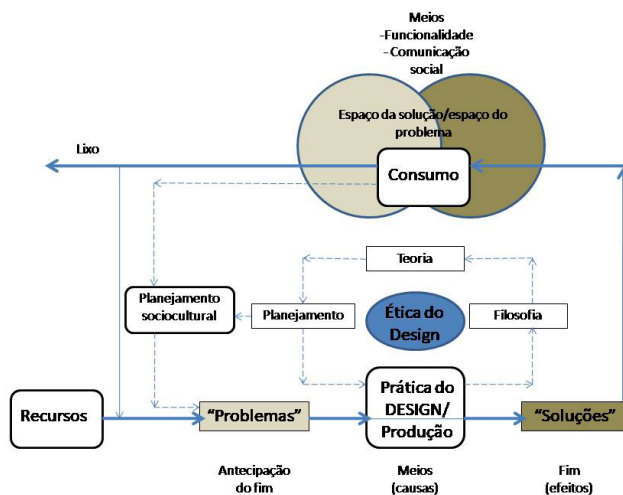 Meios
-Funcionalidade
- Comunicação
social
Espaço da solução/espaço do
problema
Lixo
Consumo
Teoria
Planejamento
sociocultural
Planejamento
Ética do
Design
Filosofia
Recursos
“Problemas”
Prática do
DESIGN/
Produção
“Soluções”
Antecipação
do fim
Meios
(causas)
Fim
(efeitos)